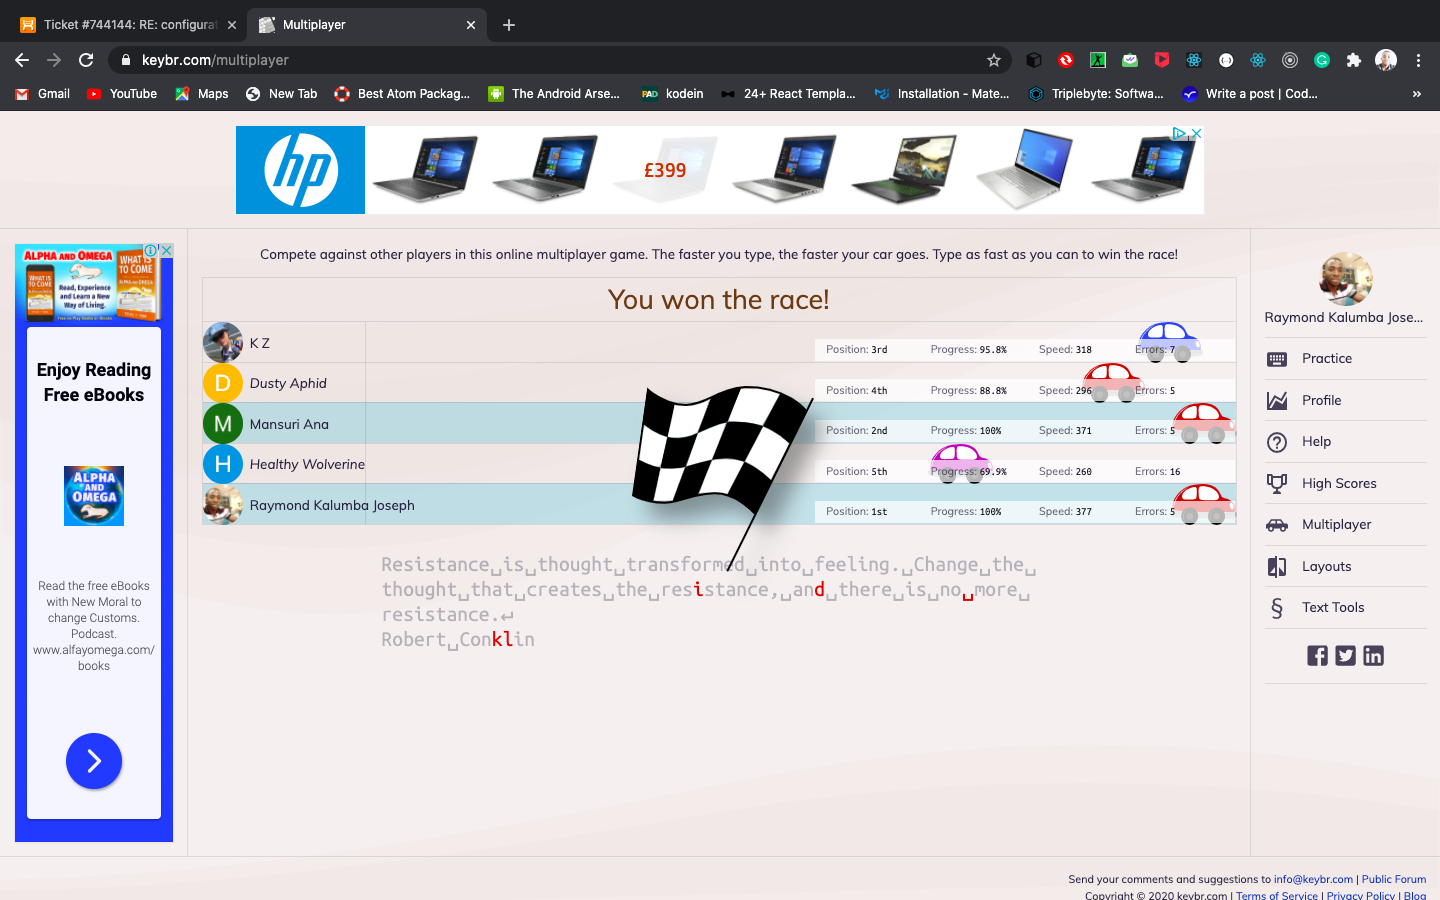 Ticket #744144: RE: configurat
Multiplayer
keybr.com/multiplayer
Gmail
YouTube
Maps
New Tab
Best Atom Packag...
The Android Arse...
kodein
24+ React Templa...
Installation - Mate...
Triplebyte: Softwa...
Write a post | Cod...
hp
£399
ALPHA AND OMEGA
WHAT IS TO COME
WHAT IS TO COME
Read, Experience and Learn a New Way of Living.
Enjoy Reading
Free eBooks
ALPHA AND OMEGA
Read the free eBooks
with New Moral to
change Customs.
Podcast.
www.alfayomega.com/
books
Compete against other players in this online multiplayer game. The faster you type, the faster your car goes. Type as fast as you can to win the race!
You won the race!
K Z Position: 3rd Progress: 95.8% Speed: 318 Errors: 7
D Dusty Aphid Position: 4th Progress: 88.8% Speed: 296 Errors: 5
M Mansuri Ana Position: 2nd Progress: 100% Speed: 371 Errors: 5
H Healthy Wolverine Position: 5th Progress: 69.9% Speed: 260 Errors: 16
Raymond Kalumba Joseph Position: 1st Progress: 100% Speed: 377 Errors: 5
Resistance␣is␣thought␣transformed␣into␣feeling.␣Change␣the␣
thought␣that␣creates␣the␣resistance,␣and␣there␣is␣no␣more␣
resistance.↵
Robert␣Conklin
Raymond Kalumba Jose...
Practice
Profile
Help
High Scores
Multiplayer
Layouts
§ Text Tools
Send your comments and suggestions to info@keybr.com | Public Forum
Copyright © 2020 keybr.com | Terms of Service | Privacy Policy | Blog